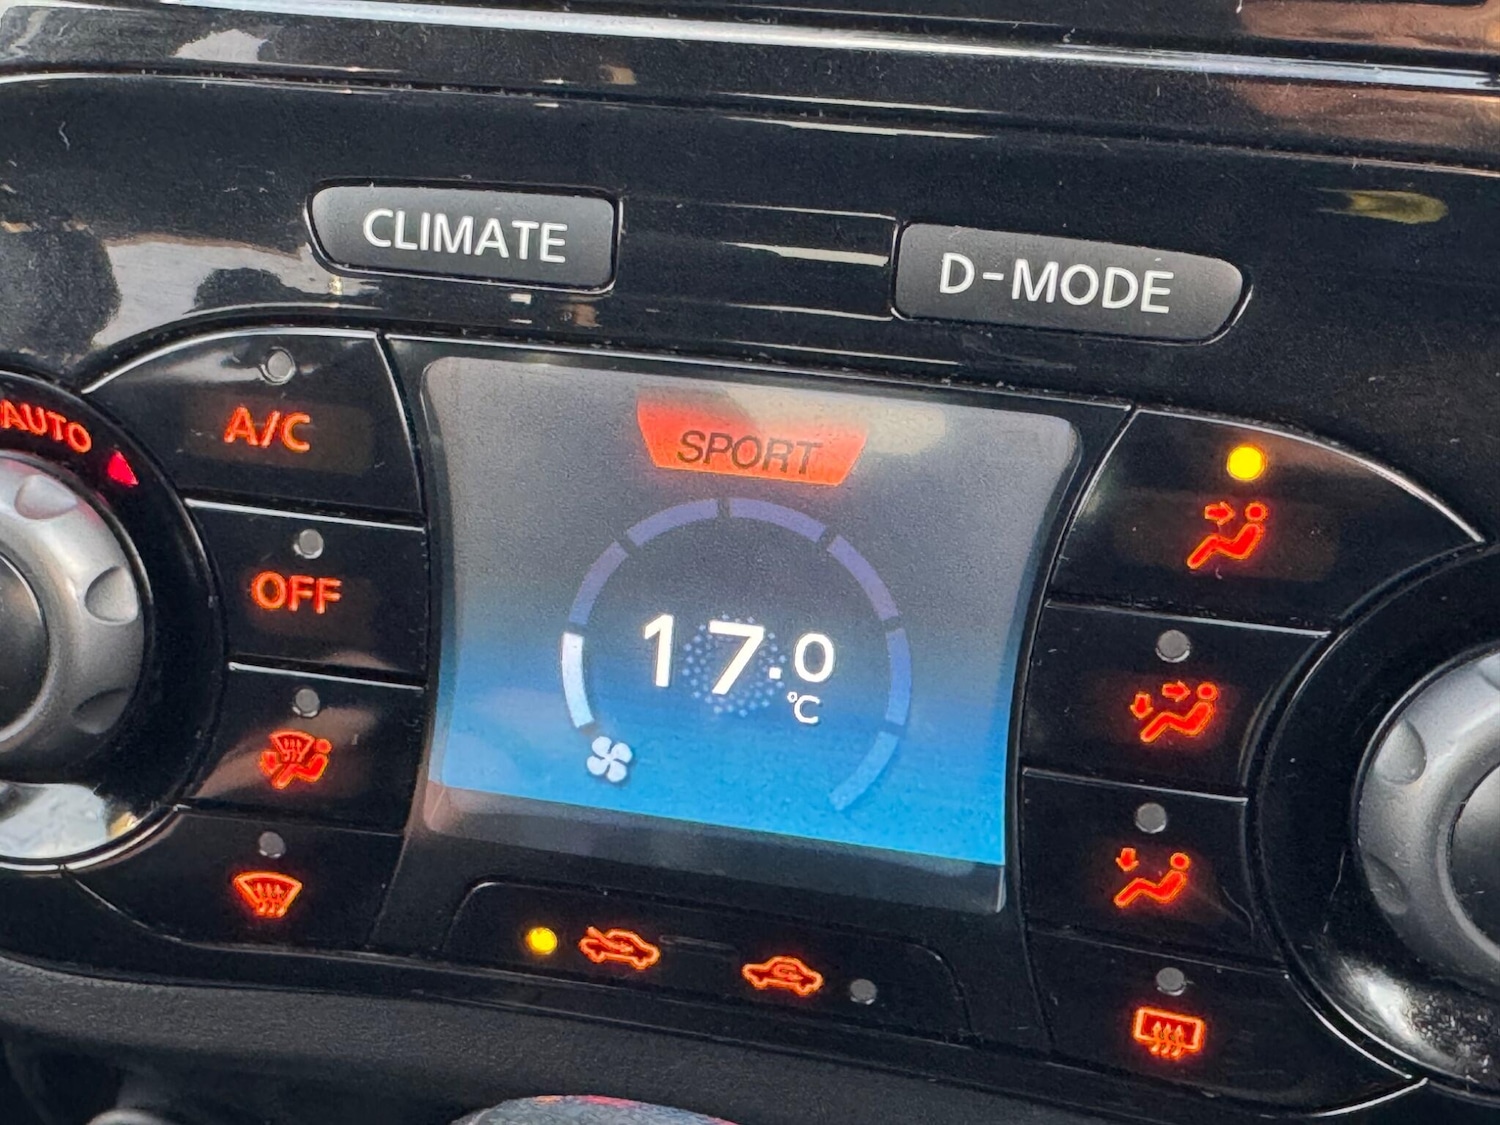 CLIMATE
D-MODE
AUTO
A/C
OFF
SPORT
17.0
°C